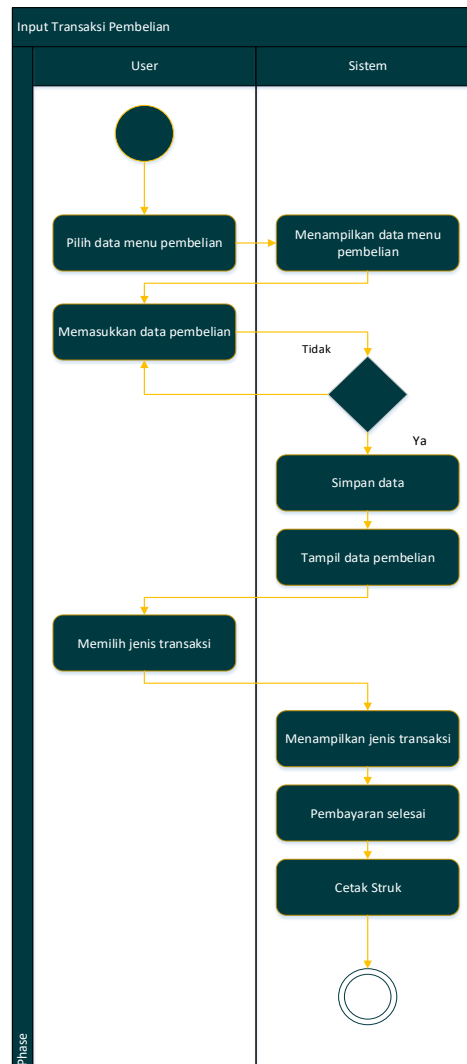 Input Transaksi Pembelian
User
Sistem
Pilih data menu pembelian
Menampilkan data menu
pembelian
Memasukkan data pembelian
Tidak
Ya
Simpan data
Tampil data pembelian
Memilih jenis transaksi
Menampilkan jenis transaksi
Pembayaran selesai
Cetak Struk
Phase